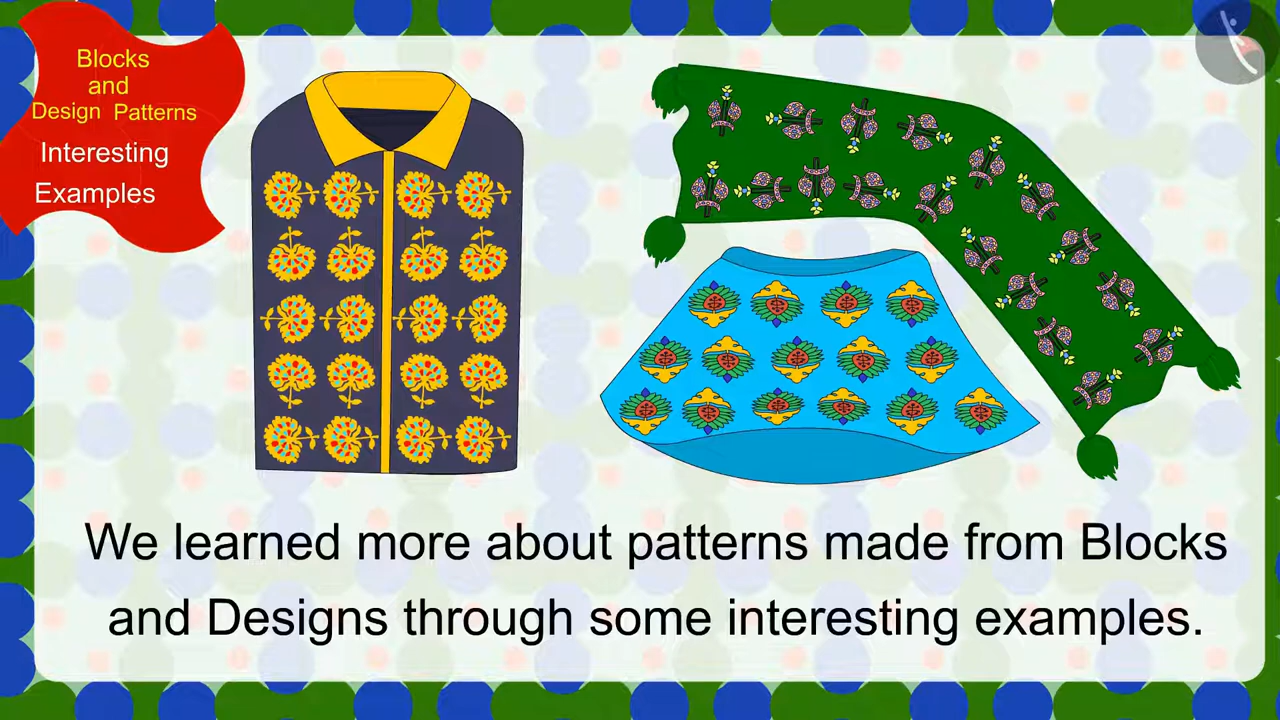 Blocks
and
Design Patterns
Interesting
Examples
We learned more about patterns made from Blocks
and Designs through some interesting examples.